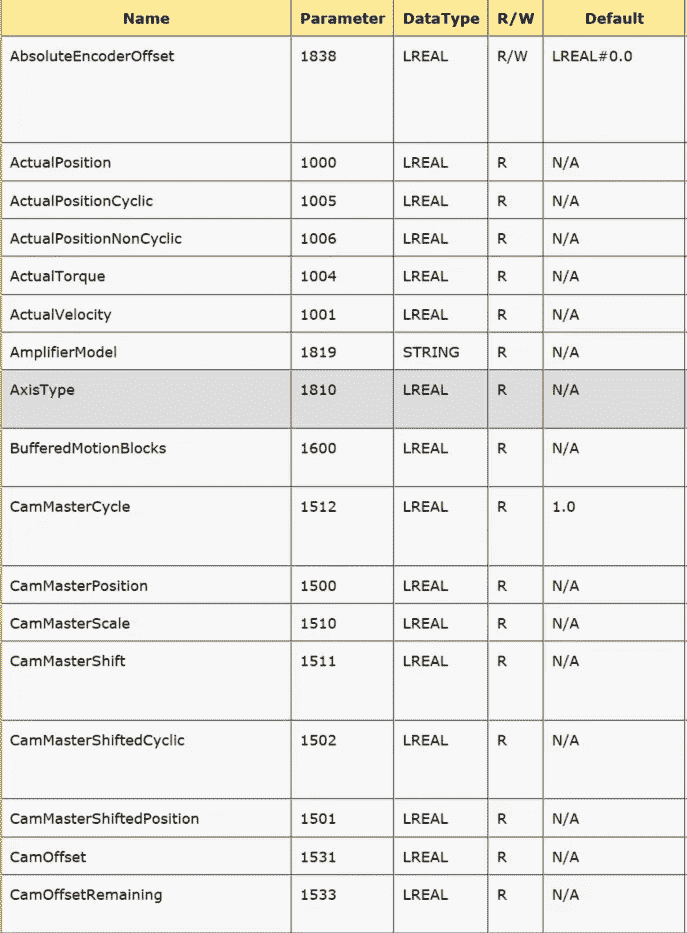 Name Parameter DataType R/W Default
AbsoluteEncoderOffset 1838 LREAL R/W LREAL#0.0
ActualPosition 1000 LREAL R N/A
ActualPositionCyclic 1005 LREAL R N/A
ActualPositionNonCyclic 1006 LREAL R N/A
ActualTorque 1004 LREAL R N/A
ActualVelocity 1001 LREAL R N/A
AmplifierModel 1819 STRING R N/A
AxisType 1810 LREAL R N/A
BufferedMotionBlocks 1600 LREAL R N/A
CamMasterCycle 1512 LREAL R 1.0
CamMasterPosition 1500 LREAL R N/A
CamMasterScale 1510 LREAL R N/A
CamMasterShift 1511 LREAL R N/A
CamMasterShiftedCyclic 1502 LREAL R N/A
CamMasterShiftedPosition 1501 LREAL R N/A
CamOffset 1531 LREAL R N/A
CamOffsetRemaining 1533 LREAL R N/A